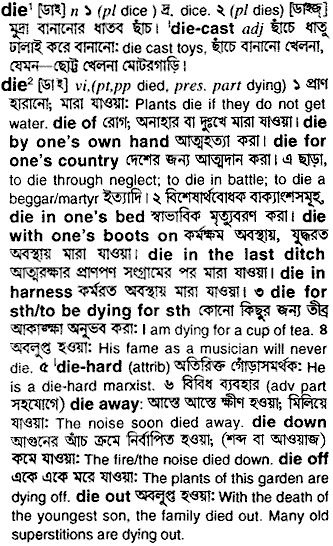 die¹ [ডাই] n ১ (pl dice ) দ্র. dice. ২ (pl dies) [ডাইজ্]
মুদ্রা বানানোর ধাতব ছাঁচ। ˈdie-cast adj ছাঁচে ধাতু
ঢালাই করে বানানো: die cast toys, ছাঁচে বানানো খেলনা,
যেমন—ছোট্ট খেলনা মোটরগাড়ি।
die² [ডাই] vi.(pt,pp died, pres. part dying) ১ প্রাণ
হারানো; মারা যাওয়া: Plants die if they do not get
water. die of রোগ; অনাহার বা দুঃখে মারা যাওয়া। die
by one's own hand আত্মহত্যা করা। die for
one's country দেশের জন্য আত্মদান করা। এ ছাড়া,
to die through neglect; to die in battle; to die a
beggar/martyr ইত্যাদি। ২ বিশেষার্থবোধক বাক্যাংশসমূহ,
die in one's bed স্বাভাবিক মৃত্যুবরণ করা। die
with one's boots on কর্মক্ষম অবস্থায়, যুদ্ধরত
অবস্থায় মারা যাওয়া। die in the last ditch
আত্মরক্ষার প্রাণপণ সংগ্রামের পর মারা যাওয়া। die in
harness কর্মরত অবস্থায় মারা যাওয়া। ৩ die for
sth/to be dying for sth কোনো কিছুর জন্য তীব্র
আকাঙ্ক্ষা অনুভব করা: I am dying for a cup of tea. ৪
অবলুপ্ত হওয়া: His fame as a musician will never
die. ৫ ˈdie-hard (attrib) অতিরিক্ত গোঁড়াসমর্থক: He
is a die-hard marxist. ৬ বিবিধ ব্যবহার (adv part
সহযোগে) die away: আস্তে আস্তে ক্ষীণ হওয়া; মিলিয়ে
যাওয়া: The noise soon died away. die down
আগুনের আঁচ ক্রমে নির্বাপিত হওয়া; (শব্দ বা আওয়াজ)
কমে যাওয়া: The fire/the noise died down. die off
একে একে মরে যাওয়া: The plants of this garden are
dying off. die out অবলুপ্ত হওয়া: With the death of
the youngest son, the family died out. Many old
superstitions are dying out.